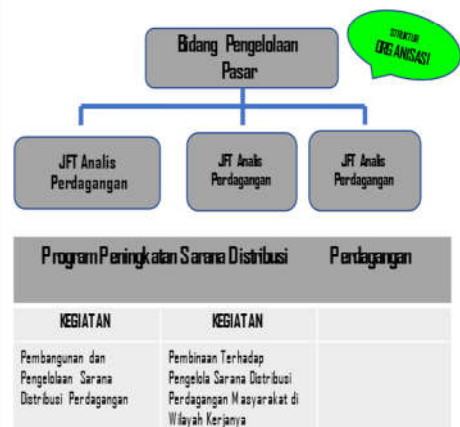 STRUKTUR
ORGANISASI
Bidang Pengelolaan
Pasar
JFT Analis
Perdagangan
JFT Analis
Perdagangan
JFT Analis
Perdagangan
Program Peningkatan Sarana Distribusi Perdagangan
KEGIATAN
KEGIATAN
Pembangunan dan
Pengelolaan Sarana
Distribusi Perdagangan
Pembinaan Terhadap
Pengelola Sarana Distribusi
Perdagangan Masyarakat di
Wilayah Kerjanya